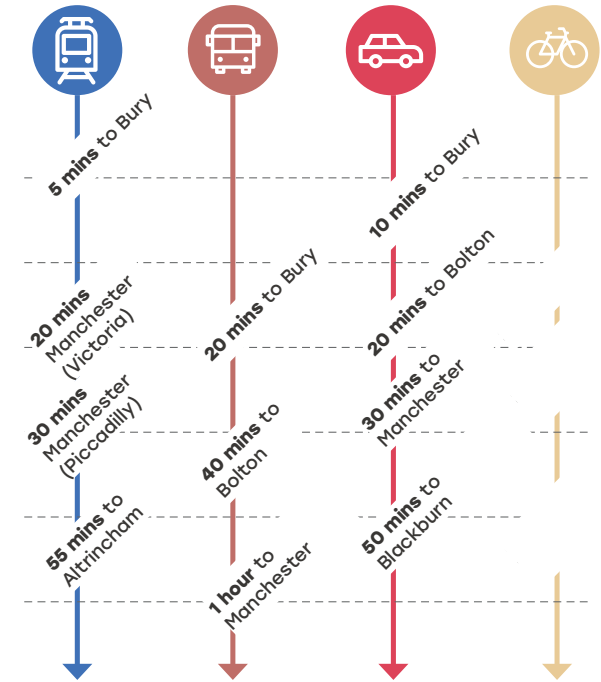 5 mins to Bury
20 mins
Manchester
(Victoria)
30 mins
Manchester
(Piccadilly)
55 mins to
Altrincham
20 mins to Bury
40 mins to
Bolton
1 hour to
Manchester
10 mins to Bury
20 mins to Bolton
30 mins to
Manchester
50 mins to
Blackburn